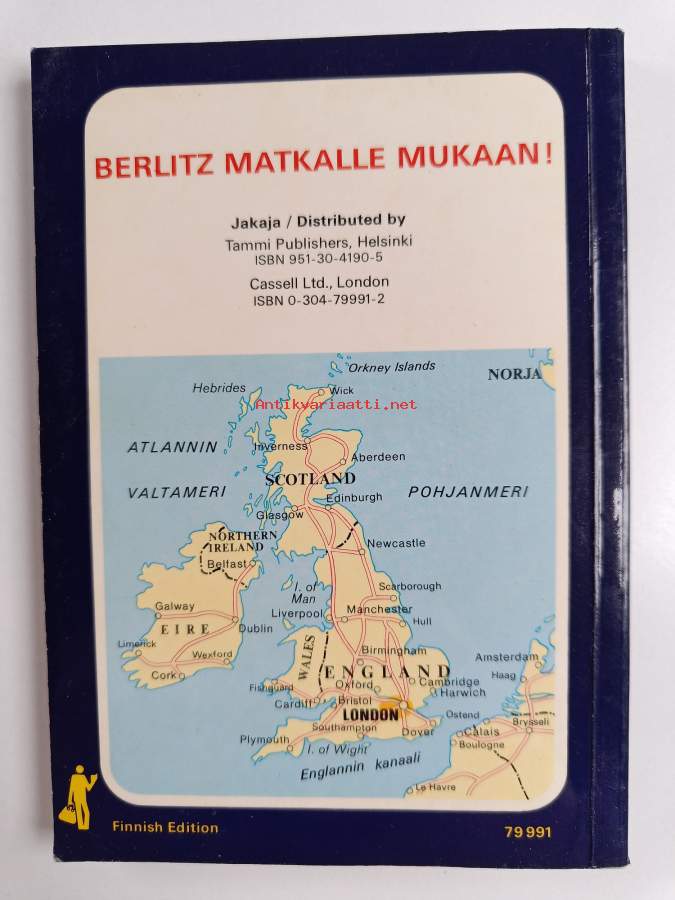 BERLITZ MATKALLE MUKAAN!
Jakaja / Distributed by
Tammi Publishers, Helsinki
ISBN 951-30-4190-5
Cassell Ltd., London
ISBN 0-304-79991-2
Orkney Islands
NORJA
Hebrides
Wick
Antikvariaatti.net
ATLANNIN
Inverness
Aberdeen
SCOTLAND
VALTAMERI
POHJANMERI
Edinburgh
Glasgow
NORTHERN
IRELAND
Newcastle
Belfast
I. of
Man
Scarborough
Galway
Liverpool
Manchester
Hull
EIRE
Dublin
Limerick
Wexford
WALES
Birmingham
Amsterdam
Cork
ENGLAND
Haag
Fishguard
Oxford
Cambridge
Harwich
Cardiff
Bristol
LONDON
Ostend
Brysseli
Southampton
Dover
Calais
Plymouth
I. of Wight
Boulogne
Englannin kanaali
Le Havre
Finnish Edition
79 991